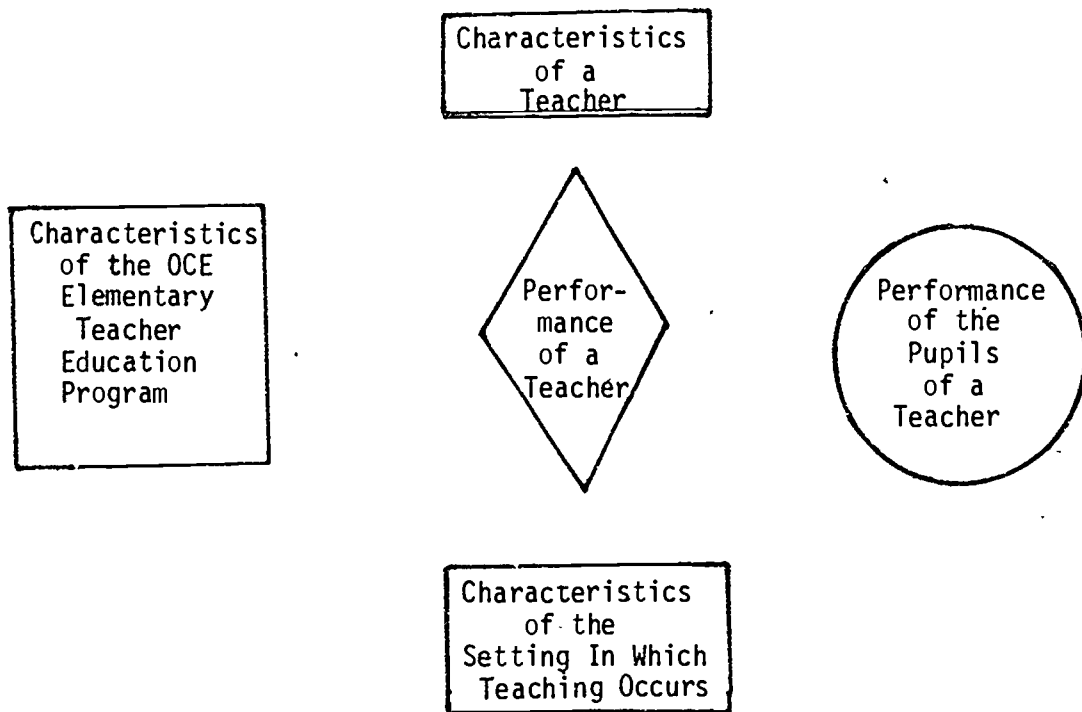 Characteristics
of a
Teacher
Characteristics
of the OCE
Elementary
Teacher
Education
Program
Perfor-
mance
of a
Teacher
Performance
of the
Pupils
of a
Teacher
Characteristics
of the
Setting In Which
Teaching Occurs